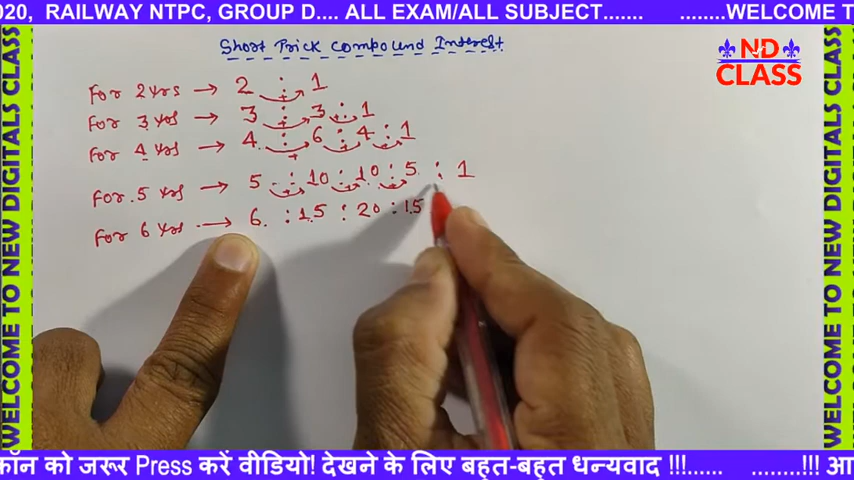 020, RAILWAY NTPC, GROUP D.... ALL EXAM/ALL SUBJECT....... ........WELCOME T
Short Trick Compound Interest
ND
CLASS
For 2 yrs → 2 : 1
For 3 yrs → 3 : 3 : 1
For 4 yrs → 4 : 6 : 4 : 1
For 5 yrs → 5 : 10 : 10 : 5 : 1
For 6 yrs → 6 : 15 : 20 : 15
WELCOME TO NEW DIGITALS CLASS
WELCOME TO NEW DIGITALS CLASS
कॉन को जरूर Press करें वीडियो! देखने के लिए बहुत-बहुत धन्यवाद !!!...... ........!!! आ